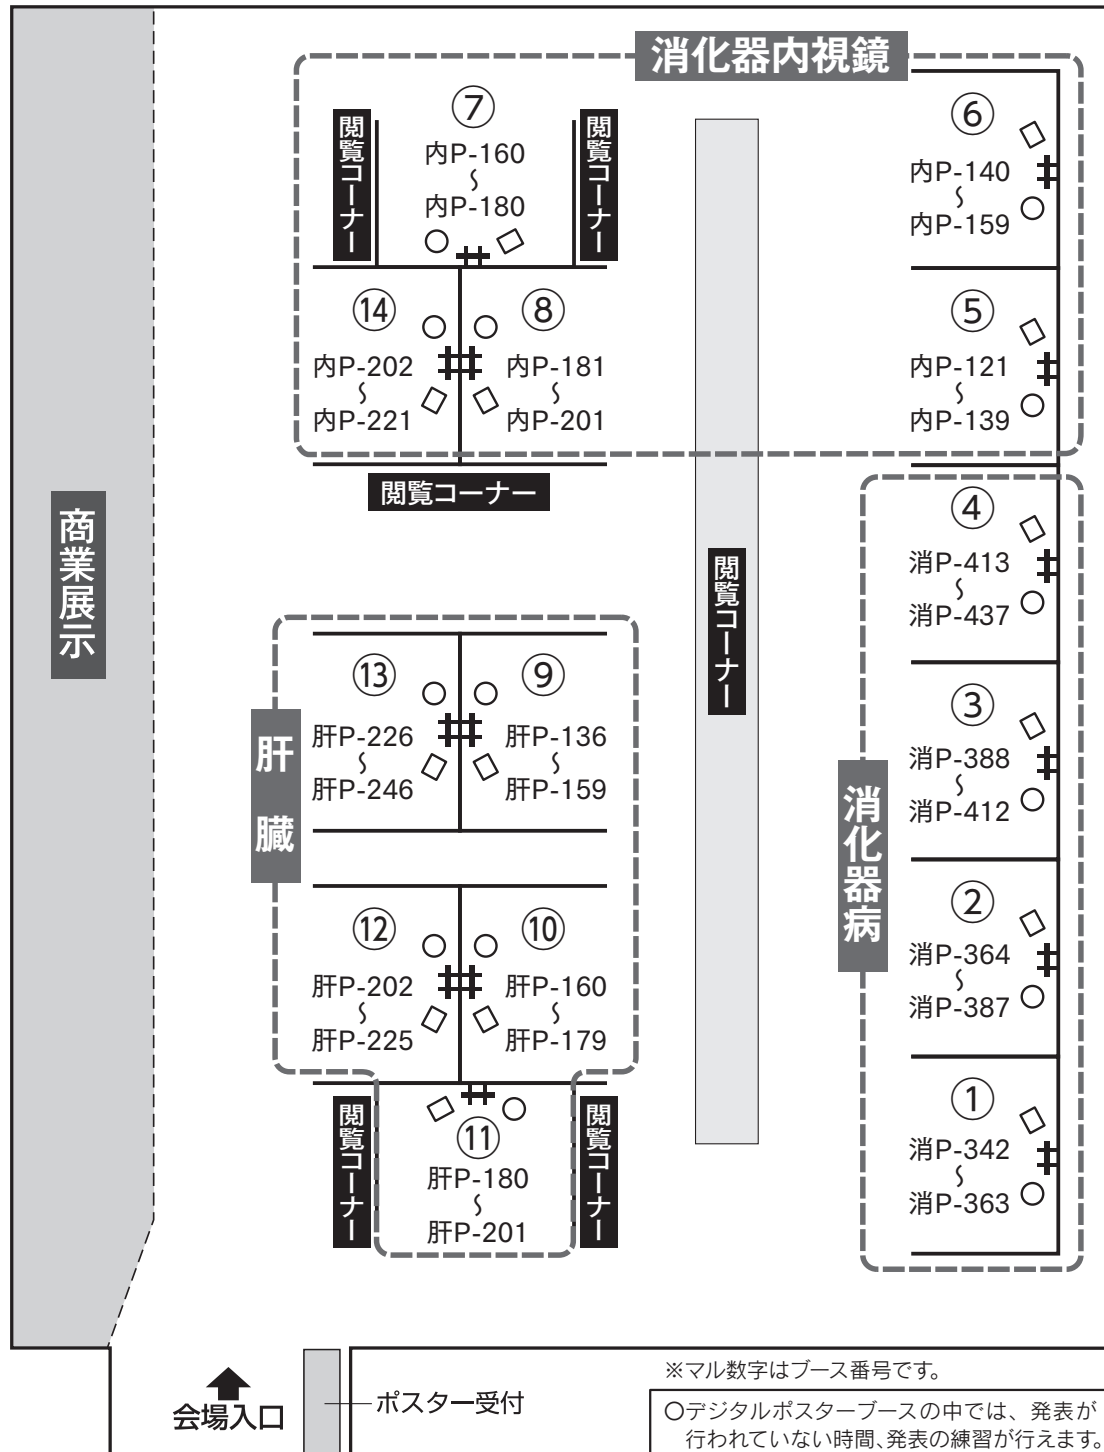 消化器内視鏡
閲覧コーナー
⑦
内P-160
〜
内P-180
閲覧コーナー
⑥
内P-140
〜
内P-159
⑭
内P-202
〜
内P-221
⑧
内P-181
〜
内P-201
⑤
内P-121
〜
内P-139
閲覧コーナー
商業展示
閲覧コーナー
④
消P-413
〜
消P-437
肝臓
⑬
肝P-226
〜
肝P-246
⑨
肝P-136
〜
肝P-159
消化器病
③
消P-388
〜
消P-412
⑫
肝P-202
〜
肝P-225
⑩
肝P-160
〜
肝P-179
②
消P-364
〜
消P-387
閲覧コーナー
⑪
肝P-180
〜
肝P-201
閲覧コーナー
①
消P-342
〜
消P-363
会場入口
ポスター受付
※マル数字はブース番号です。
○デジタルポスターブースの中では、発表が
行われていない時間、発表の練習が行えます。